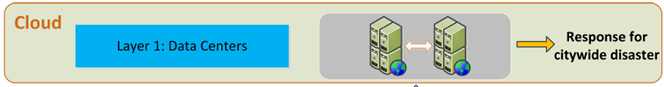 Cloud
Layer 1: Data Centers
Response for
citywide disaster